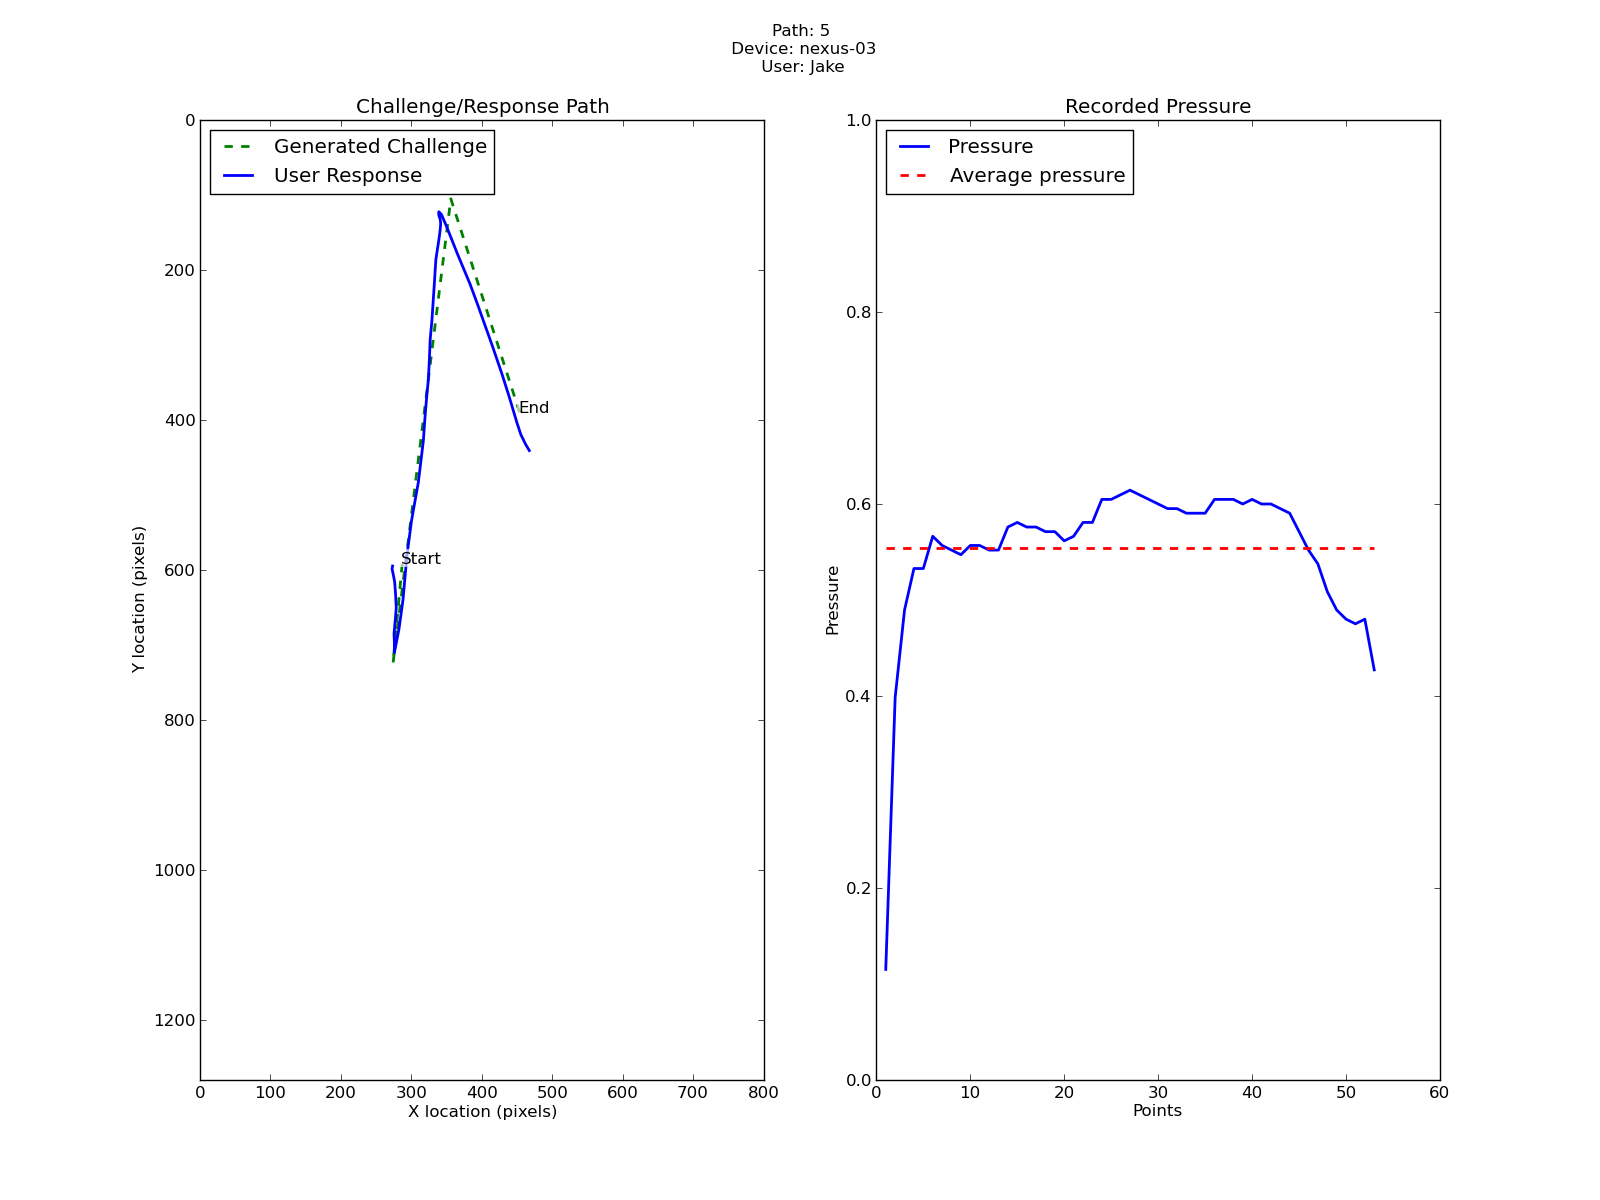 Path: 5
Device: nexus-03
User: Jake
Challenge/Response Path
Generated Challenge
User Response
Start
End
0
200
400
600
800
1000
1200
Y location (pixels)
0 100 200 300 400 500 600 700 800
X location (pixels)
Recorded Pressure
Pressure
Average pressure
1.0
0.8
0.6
0.4
0.2
0.0
Pressure
0 10 20 30 40 50 60
Points